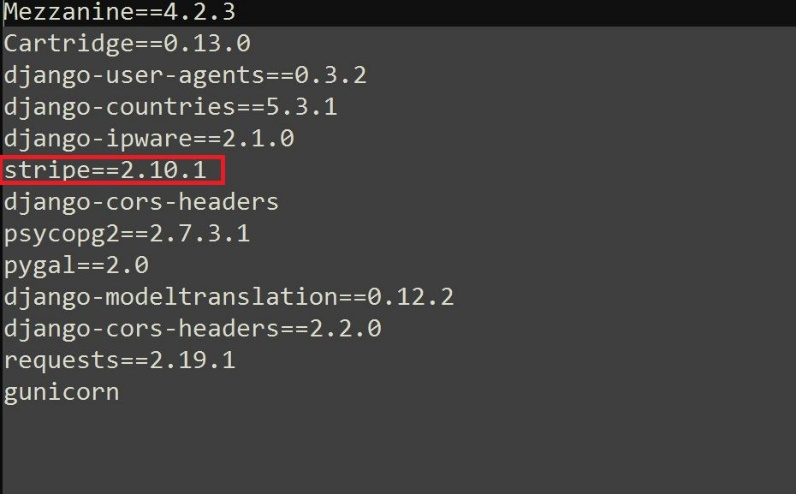 Mezzanine==4.2.3
Cartridge==0.13.0
django-user-agents==0.3.2
django-countries==5.3.1
django-ipware==2.1.0
stripe==2.10.1
django-cors-headers
psycopg2==2.7.3.1
pygal==2.0
django-modeltranslation==0.12.2
django-cors-headers==2.2.0
requests==2.19.1
gunicorn